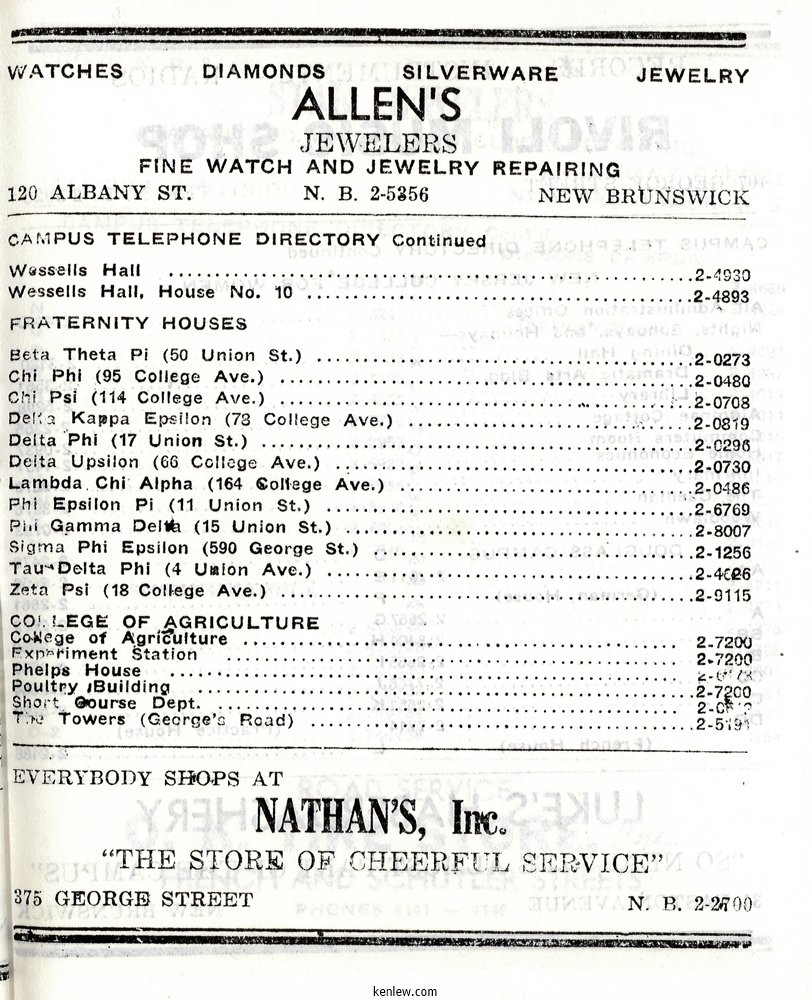 WATCHES DIAMONDS SILVERWARE JEWELRY
ALLEN'S
JEWELERS
FINE WATCH AND JEWELRY REPAIRING
120 ALBANY ST. N. B. 2-5356 NEW BRUNSWICK
CAMPUS TELEPHONE DIRECTORY Continued
Wessells Hall ........................................ 2-4930
Wessells Hall, House No. 10 ........................................ 2-4893
FRATERNITY HOUSES
Beta Theta Pi (50 Union St.) ........................................ 2-0273
Chi Phi (95 College Ave.) ........................................ 2-0480
Chi Psi (114 College Ave.) ........................................ 2-0708
Delta Kappa Epsilon (78 College Ave.) ........................................ 2-0819
Delta Phi (17 Union St.) ........................................ 2-0298
Delta Upsilon (66 College Ave.) ........................................ 2-0730
Lambda Chi Alpha (164 College Ave.) ........................................ 2-0486
Phi Epsilon Pi (11 Union St.) ........................................ 2-6769
Phi Gamma Delta (15 Union St.) ........................................ 2-8007
Sigma Phi Epsilon (590 George St.) ........................................ 2-1256
Tau Delta Phi (4 Union Ave.) ........................................
Zeta Psi (18 College Ave.) ........................................ 2-9115
COLLEGE OF AGRICULTURE
College of Agriculture ........................................ 2-7200
Experiment Station ........................................ 2-7200
Phelps House ........................................
Poultry Building ........................................ 2-7200
Short Course Dept. ........................................
The Towers (George's Road) ........................................ 2-5191
EVERYBODY SHOPS AT
NATHAN'S, Inc.
"THE STORE OF CHEERFUL SERVICE"
375 GEORGE STREET N. B. 2-2700
kenlew.com